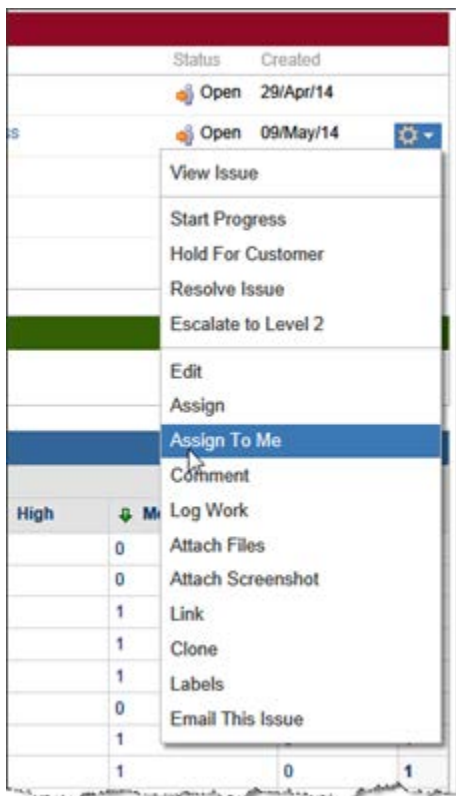 Status Created
Open 29/Apr/14
ss Open 09/May/14
View Issue
Start Progress
Hold For Customer
Resolve Issue
Escalate to Level 2
Edit
Assign
Assign To Me
Comment
High Log Work
0 Attach Files
0 Attach Screenshot
1 Link
1 Clone
1 Labels
0 Email This Issue
1
1 0 1